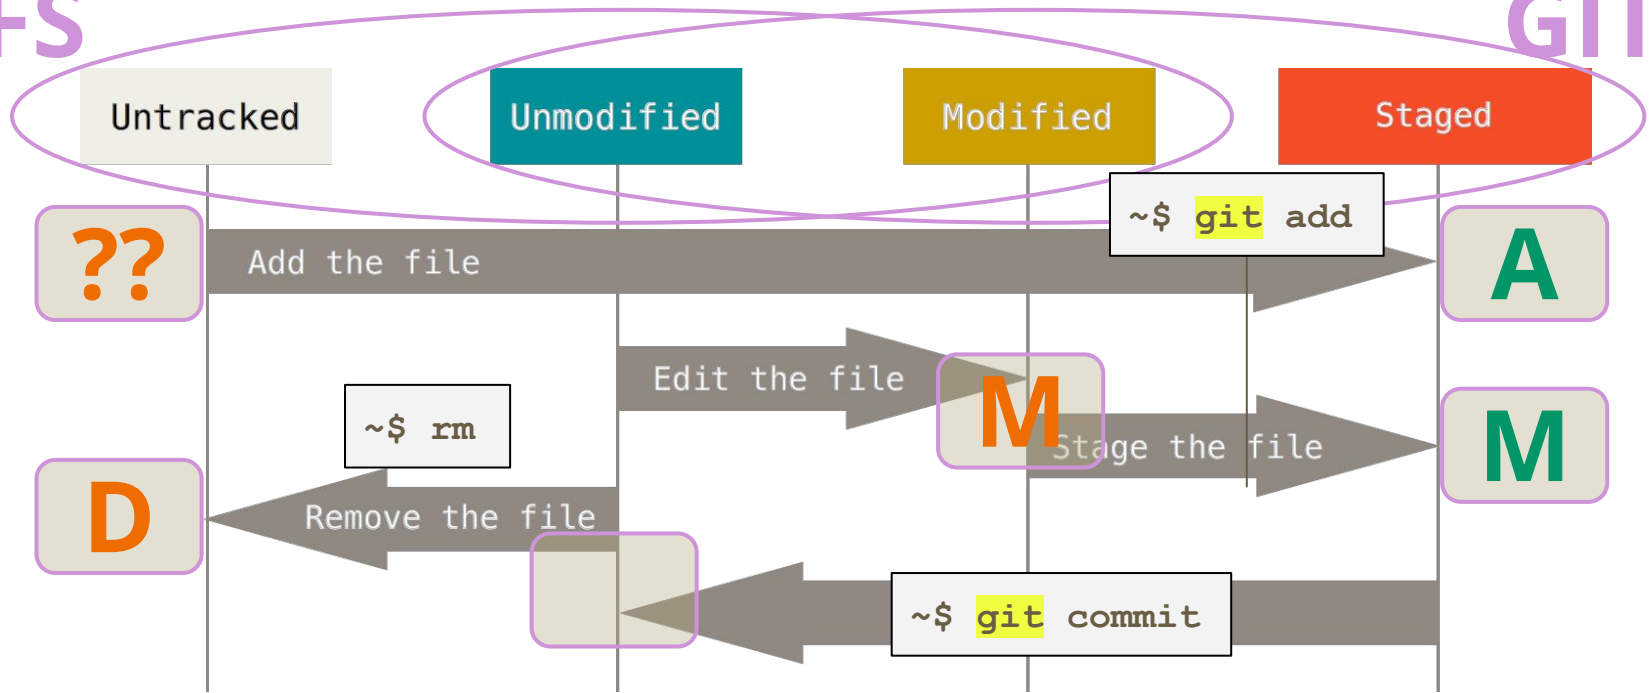 FS
GIT
Untracked
Unmodified
Modified
Staged
~$ git add
??
Add the file
A
Edit the file
M
~$ rm
Stage the file
M
D
Remove the file
~$ git commit